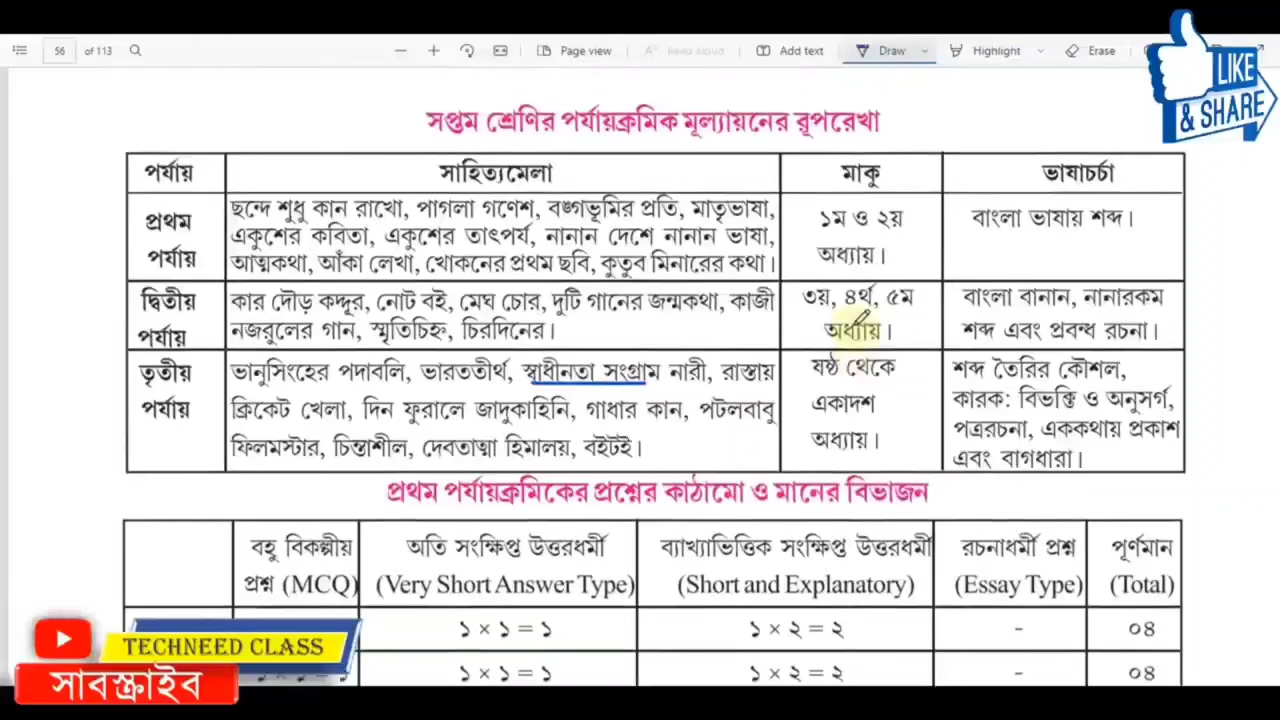 56 of 113 Page view Read aloud Add text Draw Highlight Erase
LIKE
& SHARE
সপ্তম শ্রেণির পর্যায়ক্রমিক মূল্যায়নের রূপরেখা
পর্যায় সাহিত্যমেলা মাকু ভাষাচর্চা
প্রথম পর্যায় ছন্দে শুধু কান রাখো, পাগলা গণেশ, বঙ্গভূমির প্রতি, মাতৃভাষা,
একুশের কবিতা, একুশের তাৎপর্য, নানান দেশে নানান ভাষা,
আত্মকথা, আঁকা লেখা, খোকনের প্রথম ছবি, কুতুব মিনারের কথা।
১ম ও ২য়
অধ্যায়।
বাংলা ভাষায় শব্দ।
দ্বিতীয় পর্যায় কার দৌড় কদ্দূর, নোট বই, মেঘ চোর, দুটি গানের জন্মকথা, কাজী
নজরুলের গান, স্মৃতিচিহ্ন, চিরদিনের।
৩য়, ৪র্থ, ৫ম
অধ্যায়।
বাংলা বানান, নানারকম
শব্দ এবং প্রবন্ধ রচনা।
তৃতীয় পর্যায় ভানুসিংহের পদাবলি, ভারততীর্থ, স্বাধীনতা সংগ্রাম নারী, রাস্তায়
ক্রিকেট খেলা, দিন ফুরালে জাদুকাহিনি, গাধার কান, পটলবাবু
ফিলমস্টার, চিন্তাশীল, দেবতাত্মা হিমালয়, বইটই।
ষষ্ঠ থেকে
একাদশ
অধ্যায়।
শব্দ তৈরির কৌশল,
কারক: বিভক্তি ও অনুসর্গ,
পত্ররচনা, এককথায় প্রকাশ
এবং বাগধারা।
প্রথম পর্যায়ক্রমিকের প্রশ্নের কাঠামো ও মানের বিভাজন
বহু বিকল্পীয় অতি সংক্ষিপ্ত উত্তরধর্মী ব্যাখ্যাভিত্তিক সংক্ষিপ্ত উত্তরধর্মী রচনাধর্মী প্রশ্ন পূর্ণমান
প্রশ্ন (MCQ) (Very Short Answer Type) (Short and Explanatory) (Essay Type) (Total)
১ × ১ = ১ ১ × ২ = ২ - ০৪
১ × ১ = ১ ১ × ২ = ২ - ০৪
TECHNEED CLASS
সাবস্ক্রাইব